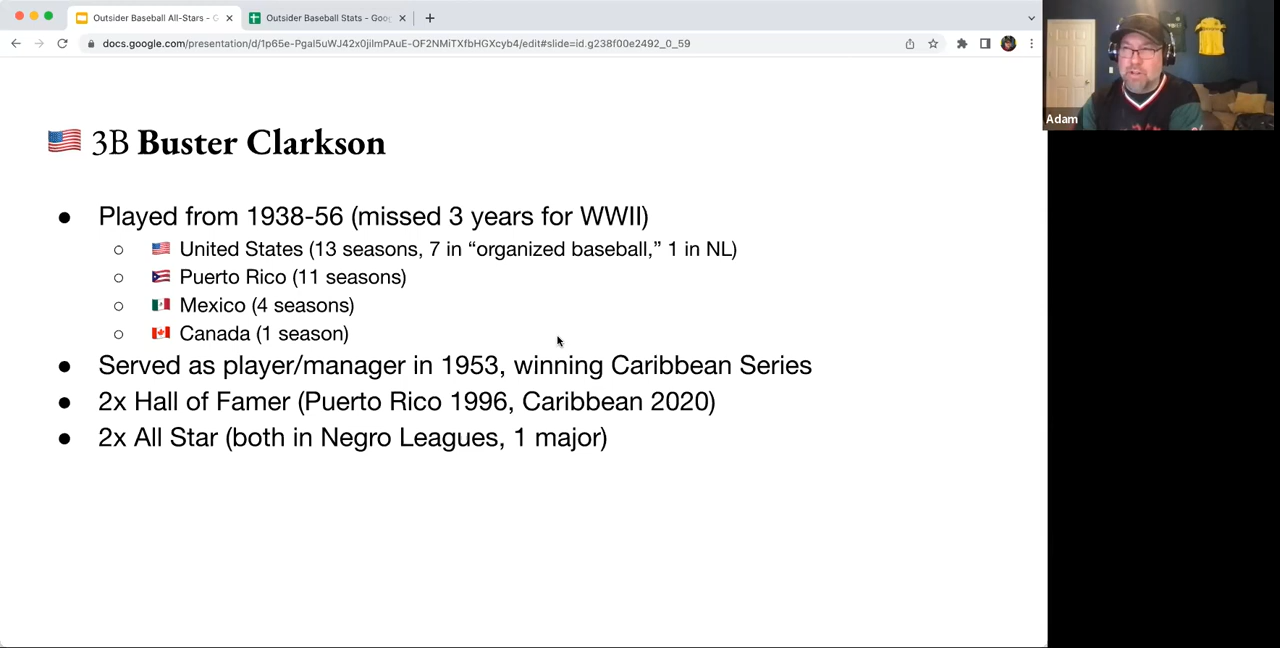 Outsider Baseball All-Stars - G
Outsider Baseball Stats - Goo
docs.google.com/presentation/d/1p65e-Pgal5uWJ42x0jilmPAuE-OF2NMiTXfbHGXcyb4/edit#slide=id.g238f00e2492_0_59
Adam
3B Buster Clarkson
● Played from 1938-56 (missed 3 years for WWII)
○ United States (13 seasons, 7 in “organized baseball,” 1 in NL)
○ Puerto Rico (11 seasons)
○ Mexico (4 seasons)
○ Canada (1 season)
● Served as player/manager in 1953, winning Caribbean Series
● 2x Hall of Famer (Puerto Rico 1996, Caribbean 2020)
● 2x All Star (both in Negro Leagues, 1 major)